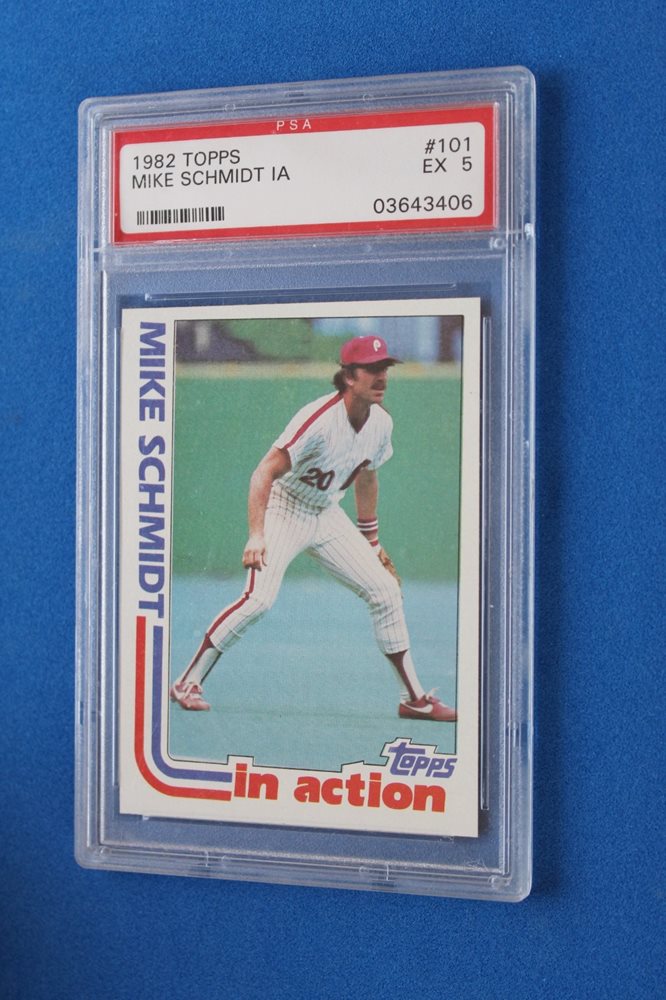 PSA
1982 TOPPS #101
MIKE SCHMIDT IA EX 5
03643406
MIKE SCHMIDT
P
20
P
TOPPS
in action